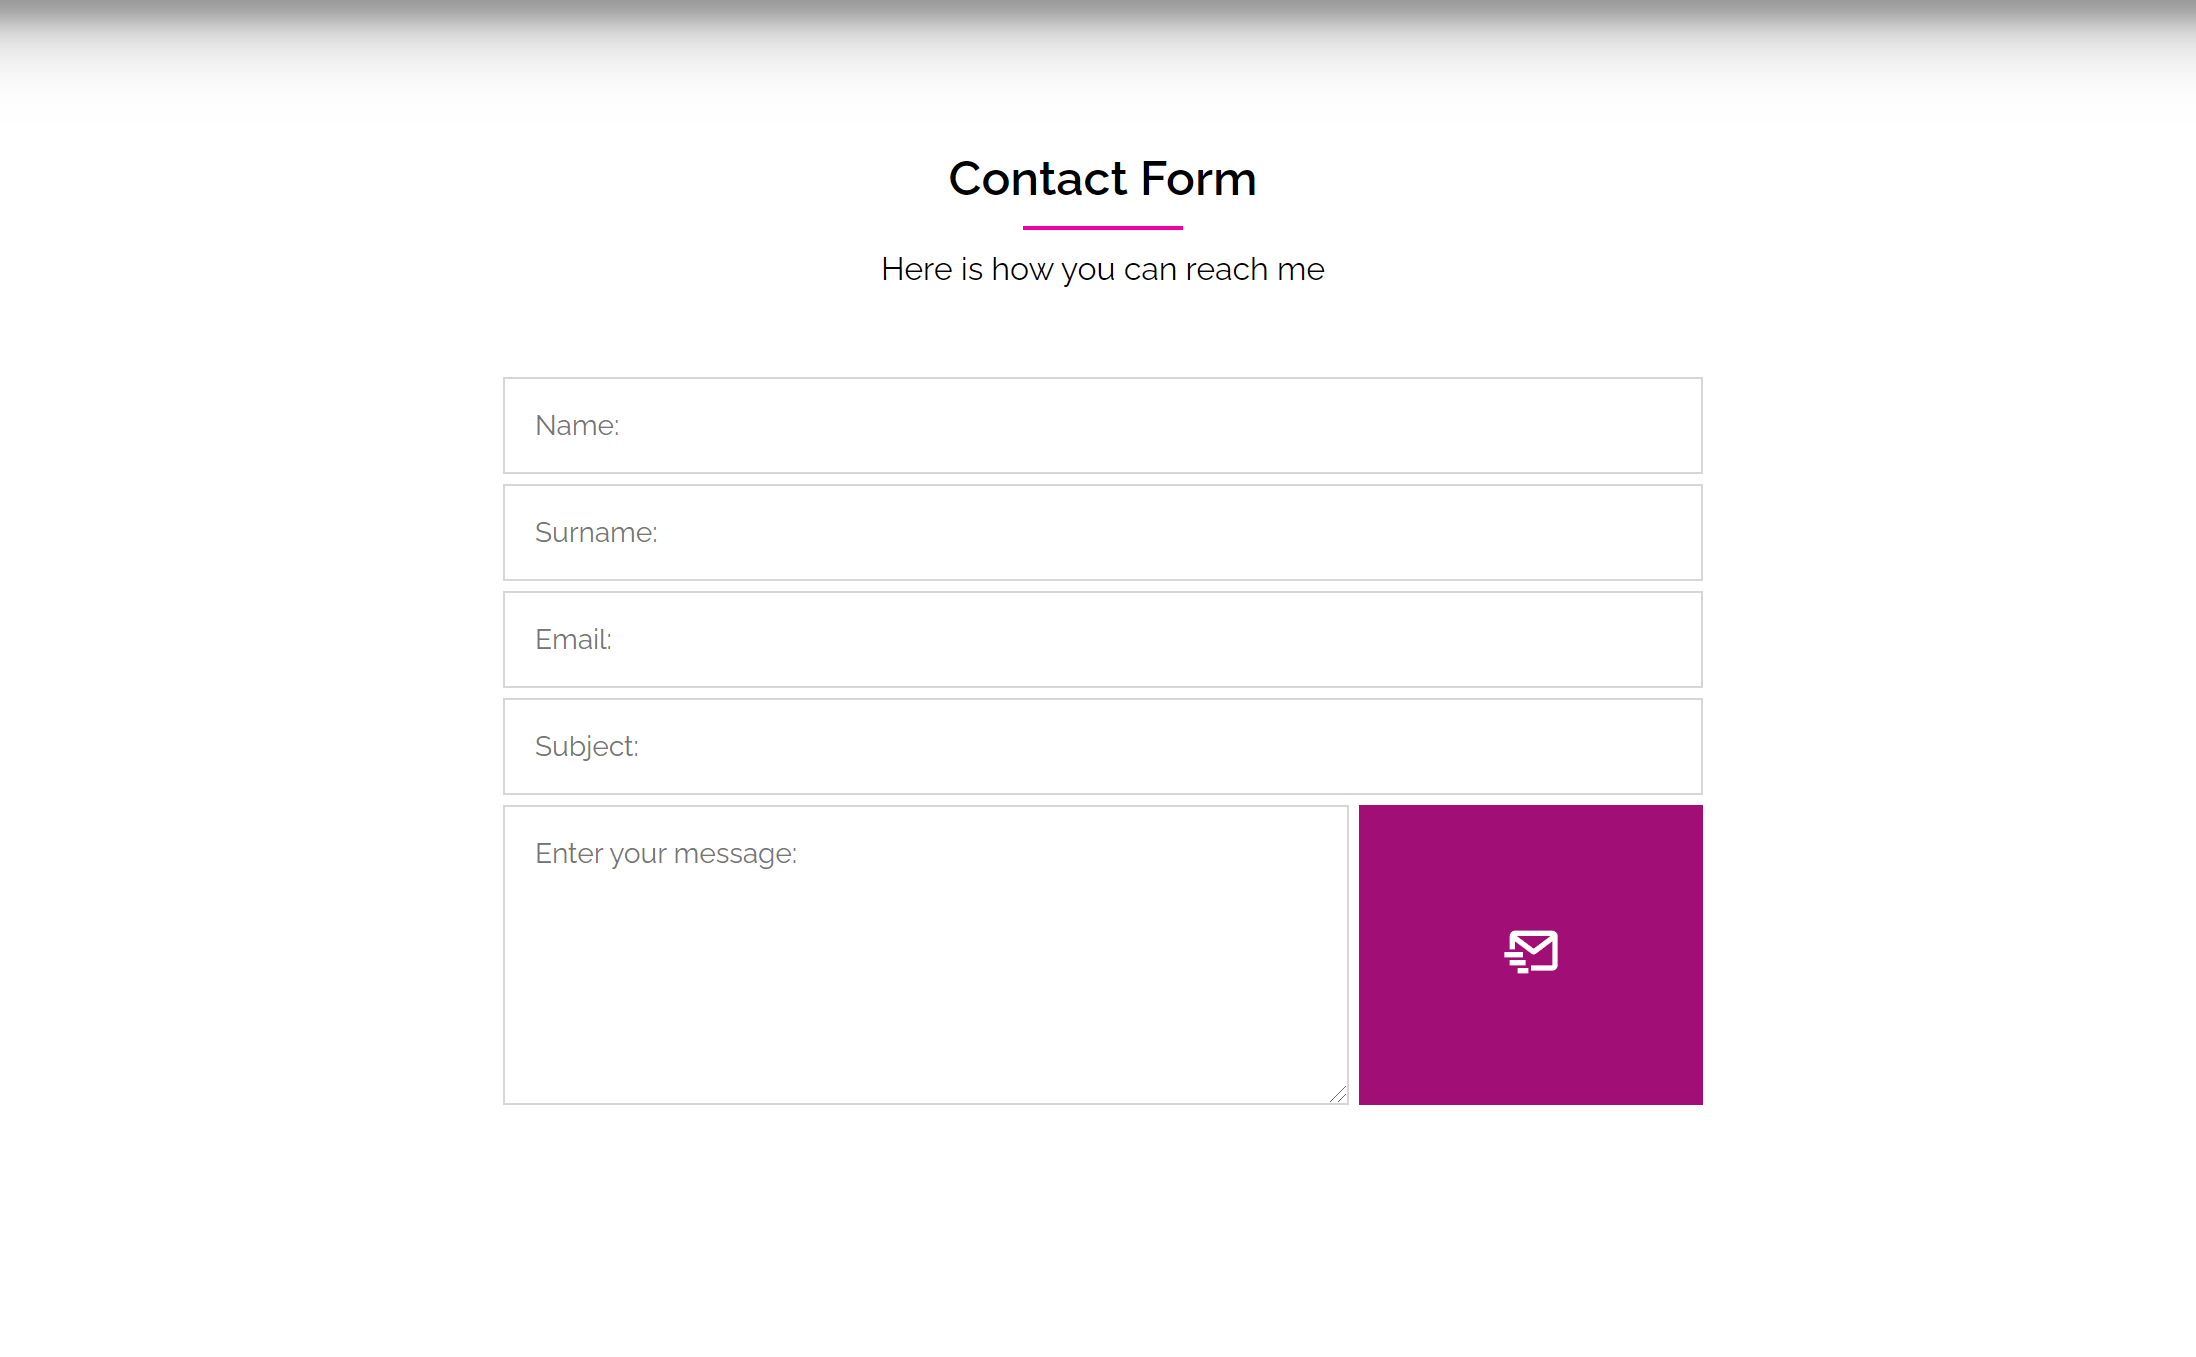 Contact Form
Here is how you can reach me
Name:
Surname:
Email:
Subject:
Enter your message: